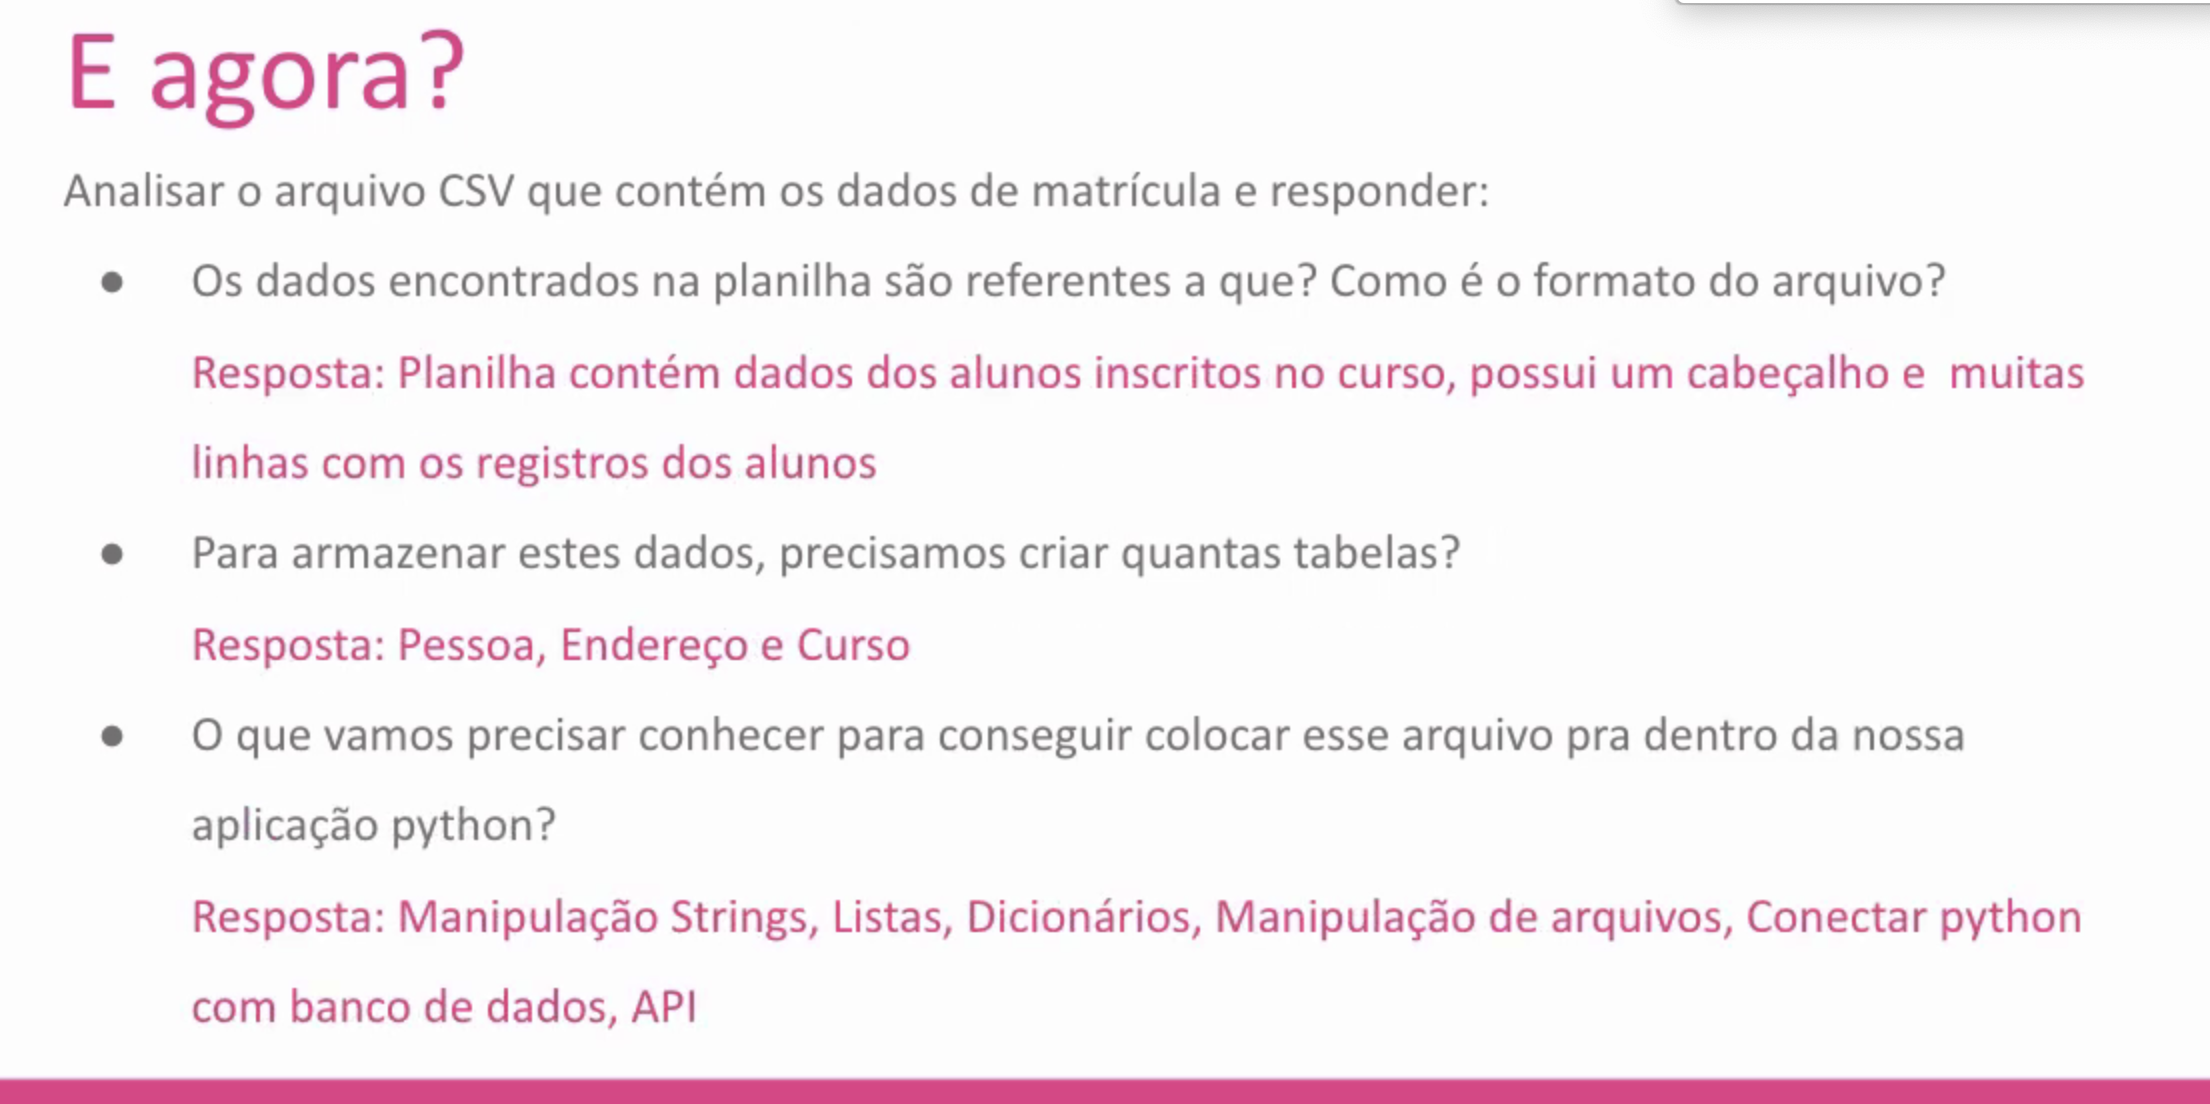 E agora?
Analisar o arquivo CSV que contém os dados de matrícula e responder:
● Os dados encontrados na planilha são referentes a que? Como é o formato do arquivo?
Resposta: Planilha contém dados dos alunos inscritos no curso, possui um cabeçalho e muitas
linhas com os registros dos alunos
● Para armazenar estes dados, precisamos criar quantas tabelas?
Resposta: Pessoa, Endereço e Curso
● O que vamos precisar conhecer para conseguir colocar esse arquivo pra dentro da nossa
aplicação python?
Resposta: Manipulação Strings, Listas, Dicionários, Manipulação de arquivos, Conectar python
com banco de dados, API